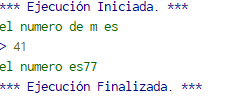 *** Ejecución Iniciada. ***
el numero de m es
> 41
el numero es77
*** Ejecución Finalizada. ***